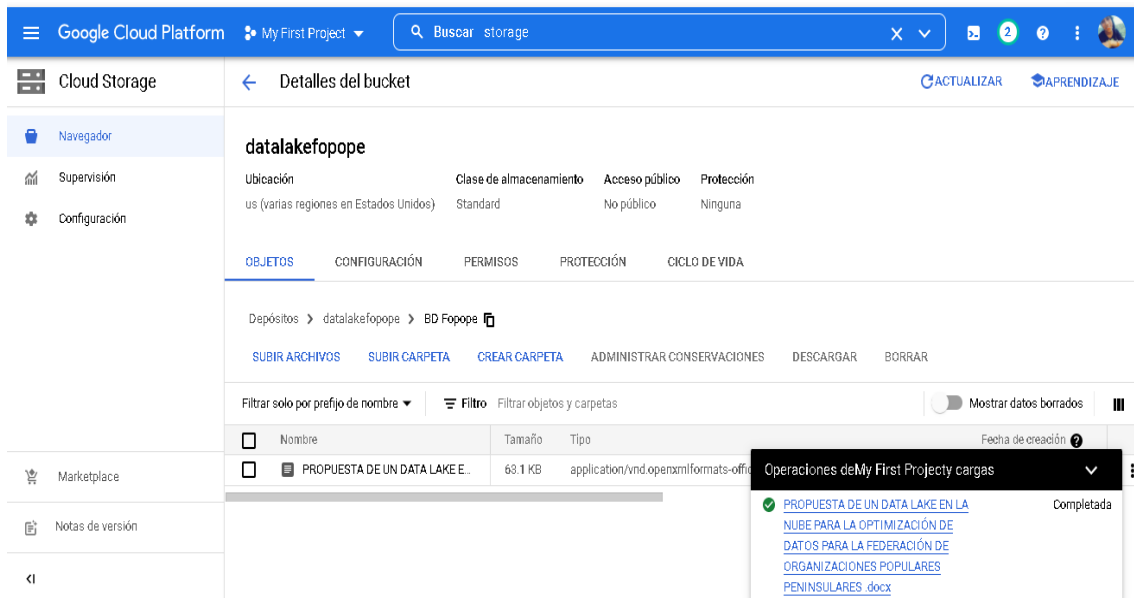 Google Cloud Platform My First Project Buscar storage 2
Cloud Storage
Detalles del bucket
ACTUALIZAR
APRENDIZAJE
Navegador
Supervisión
Configuración
datalakefopope
Ubicación Clase de almacenamiento Acceso público Protección
us (varias regiones en Estados Unidos) Standard No público Ninguna
OBJETOS CONFIGURACIÓN PERMISOS PROTECCIÓN CICLO DE VIDA
Depósitos > datalakefopope > BD Fopope
SUBIR ARCHIVOS SUBIR CARPETA CREAR CARPETA ADMINISTRAR CONSERVACIONES DESCARGAR BORRAR
Filtrar solo por prefijo de nombre Filtro Filtrar objetos y carpetas Mostrar datos borrados
Nombre Tamaño Tipo Fecha de creación
PROPUESTA DE UN DATA LAKE E... 63.1 KB application/vnd.openxmlformats-offic
Operaciones deMy First Projecty cargas
PROPUESTA DE UN DATA LAKE EN LA Completada
NUBE PARA LA OPTIMIZACIÓN DE
DATOS PARA LA FEDERACIÓN DE
ORGANIZACIONES POPULARES
PENINSULARES .docx
Marketplace
Notas de versión